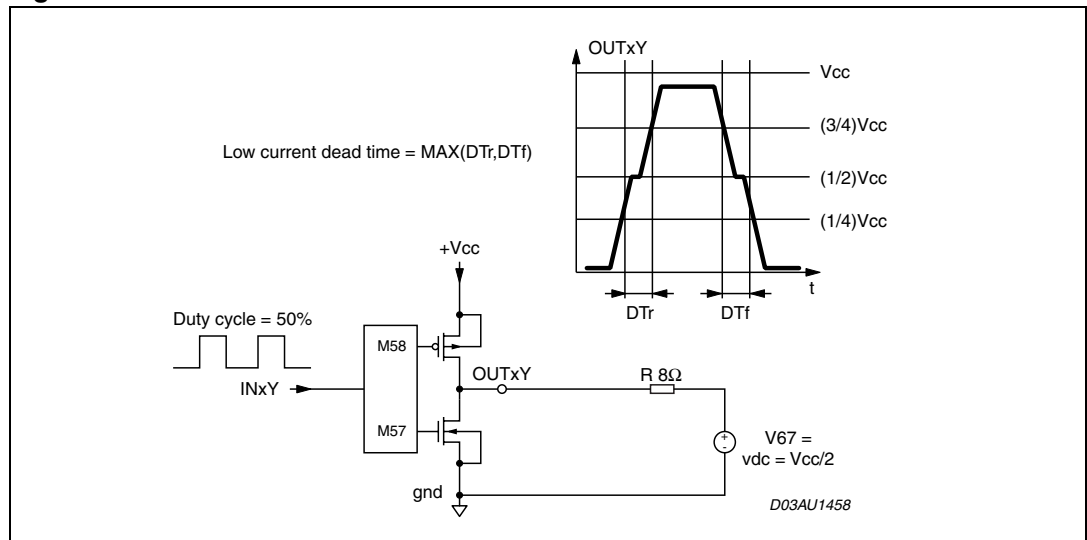 OUTxY
Vcc
(3/4)Vcc
Low current dead time = MAX(DTr,DTf)
(1/2)Vcc
(1/4)Vcc
+Vcc
t
DTr
DTf
Duty cycle = 50%
M58
OUTxY
R 8Ω
INxY
M57
+
-
V67 =
vdc = Vcc/2
gnd
D03AU1458